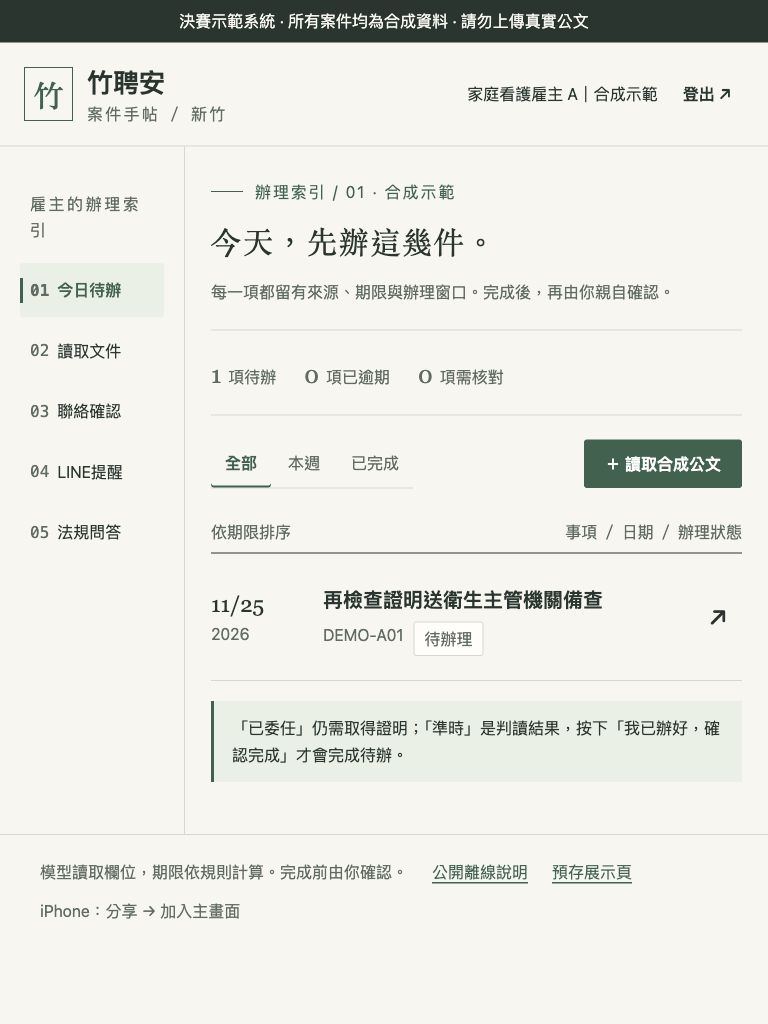 決賽示範系統 · 所有案件均為合成資料 · 請勿上傳真實公文
竹
竹聘安
案件手帖 / 新竹
家庭看護雇主 A | 合成示範
登出 ↗
雇主的辦理索
引
01 今日待辦
02 讀取文件
03 聯絡確認
04 LINE提醒
05 法規問答
辦理索引 / 01 · 合成示範
今天，先辦這幾件。
每一項都留有來源、期限與辦理窗口。完成後，再由你親自確認。
1 項待辦 0 項已逾期 0 項需核對
全部 本週 已完成
+ 讀取合成公文
依期限排序
事項 / 日期 / 辦理狀態
11/25
2026
再檢查證明送衛生主管機關備查
DEMO-A01 待辦理
↗
「已委任」仍需取得證明；「準時」是判讀結果，按下「我已辦好，確
認完成」才會完成待辦。
模型讀取欄位，期限依規則計算。完成前由你確認。 公開離線說明 預存展示頁
iPhone：分享 → 加入主畫面